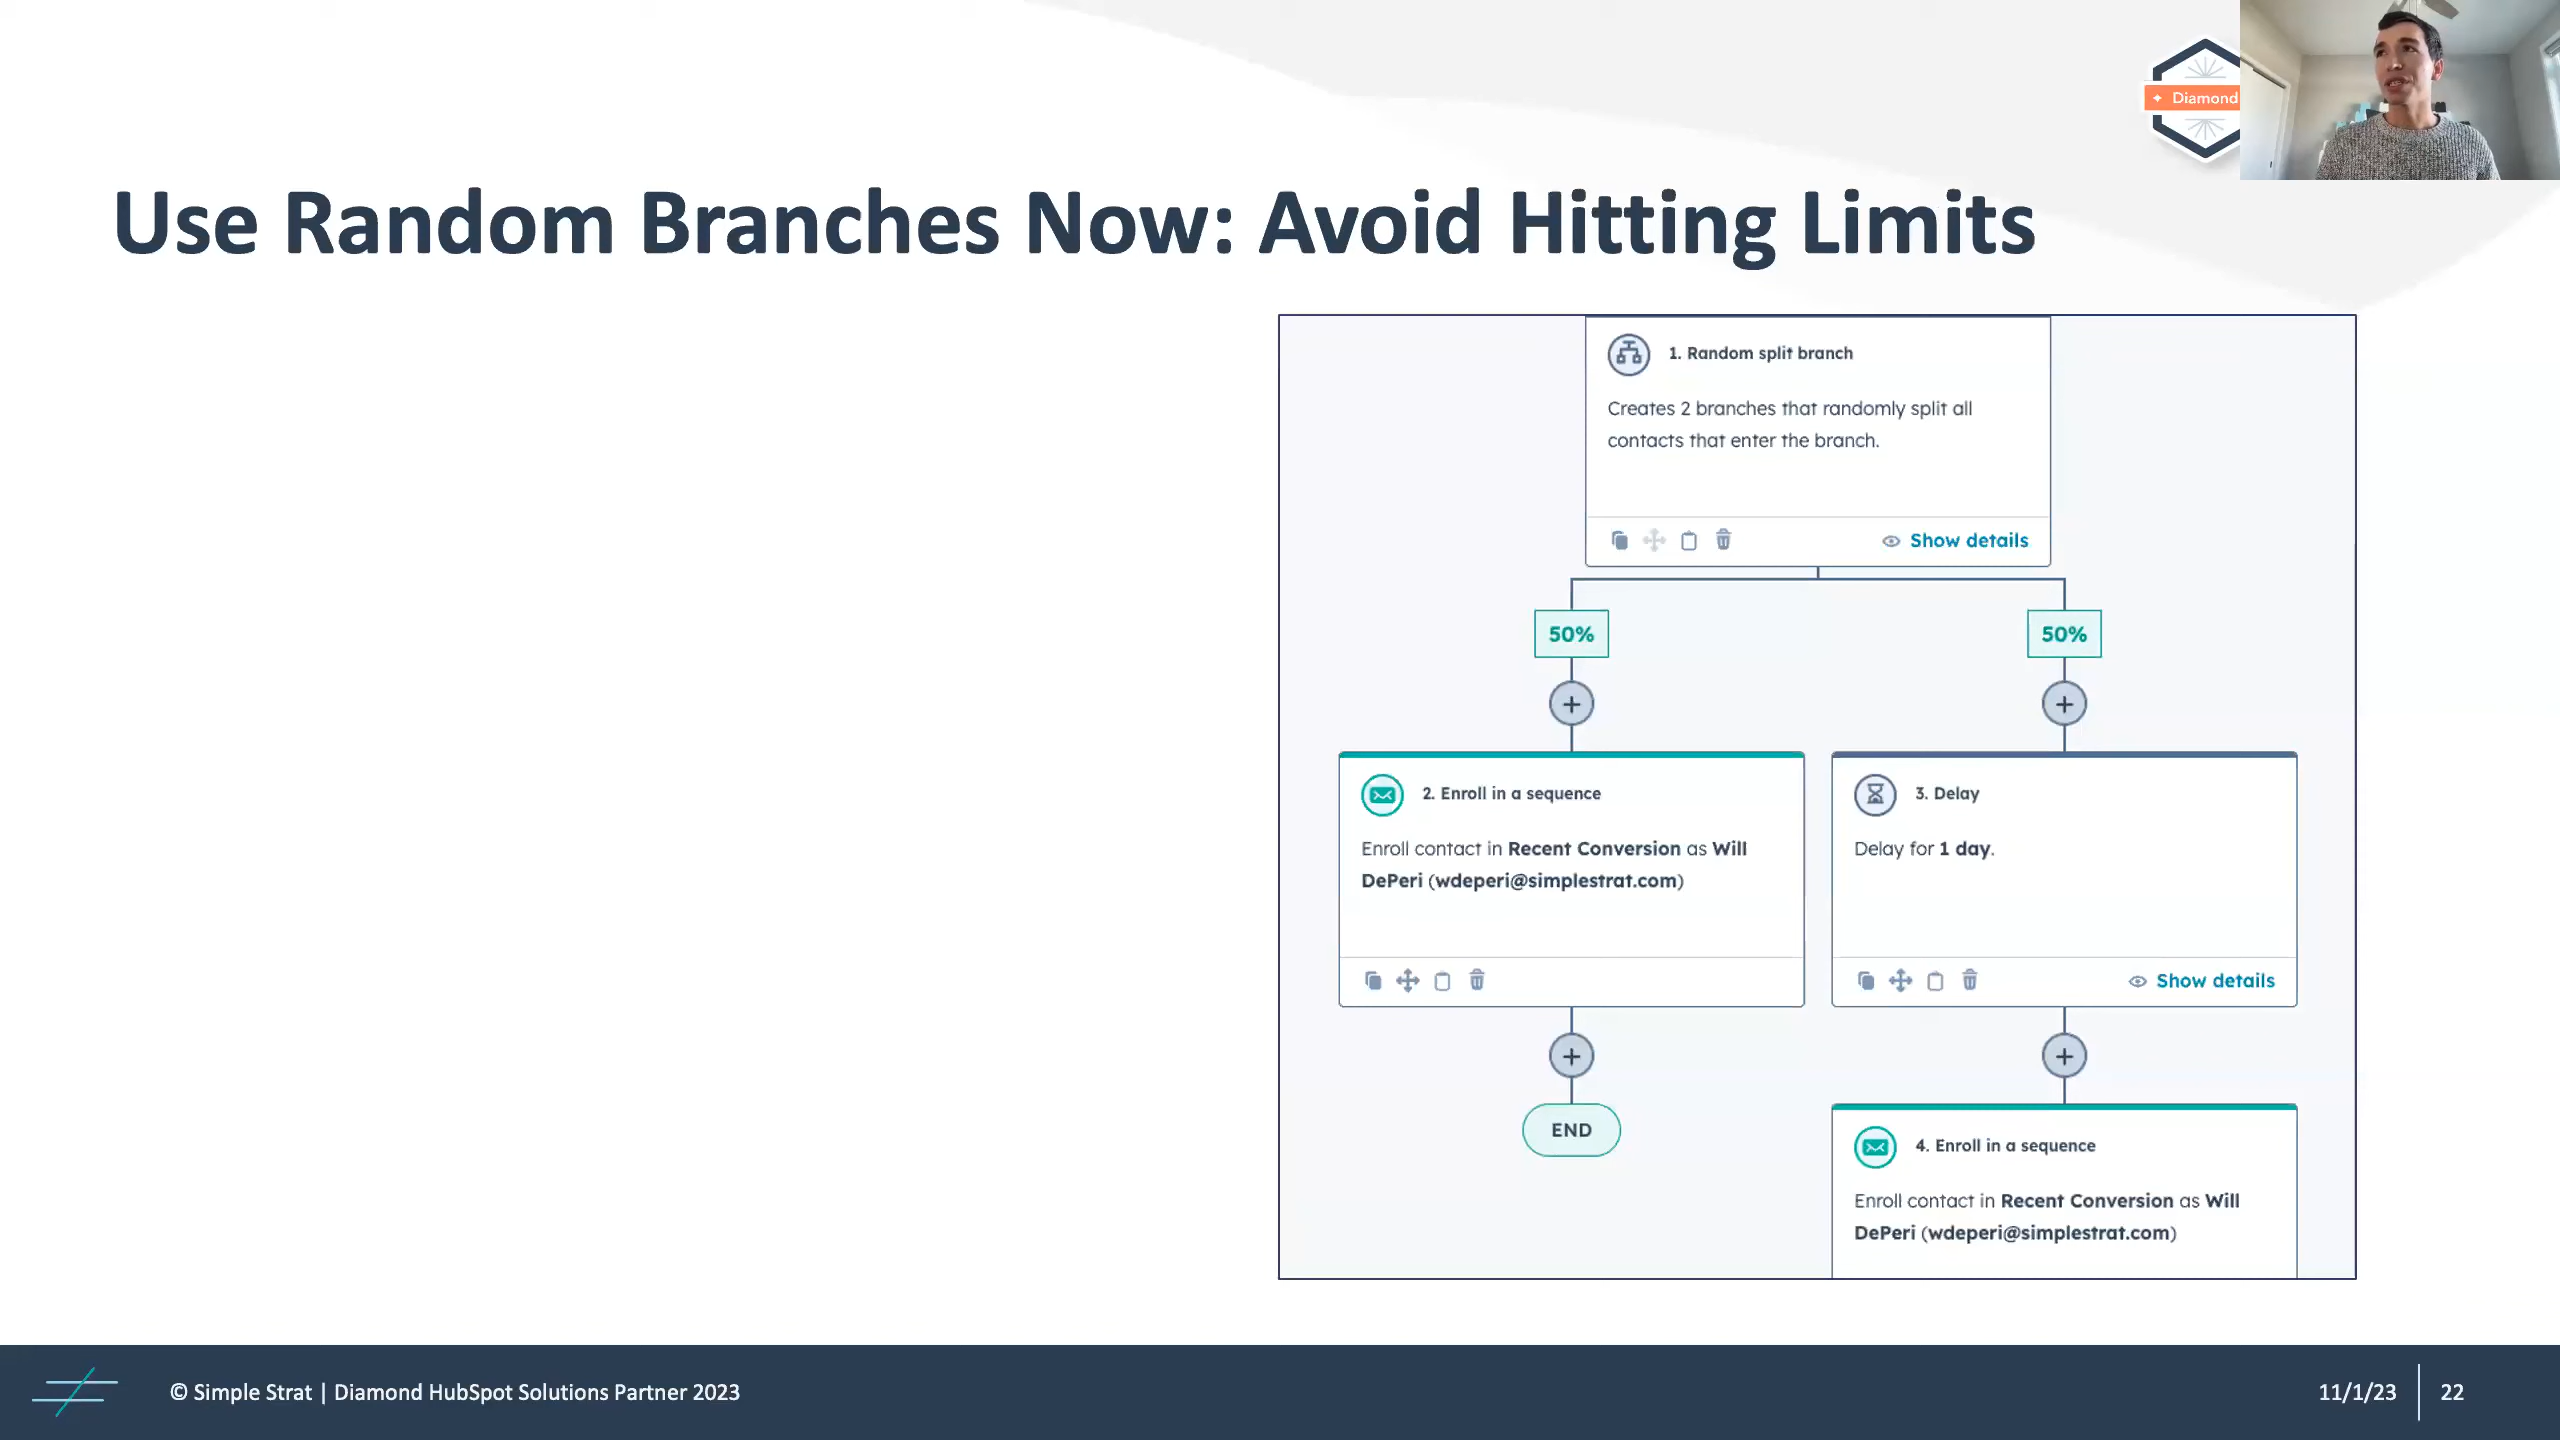 Diamond
Use Random Branches Now: Avoid Hitting Limits
1. Random split branch
Creates 2 branches that randomly split all
contacts that enter the branch.
Show details
50%
50%
2. Enroll in a sequence
Enroll contact in Recent Conversion as Will
DePeri (wdeperi@simplestrat.com)
3. Delay
Delay for 1 day.
Show details
END
4. Enroll in a sequence
Enroll contact in Recent Conversion as Will
DePeri (wdeperi@simplestrat.com)
© Simple Strat | Diamond HubSpot Solutions Partner 2023
11/1/23
22